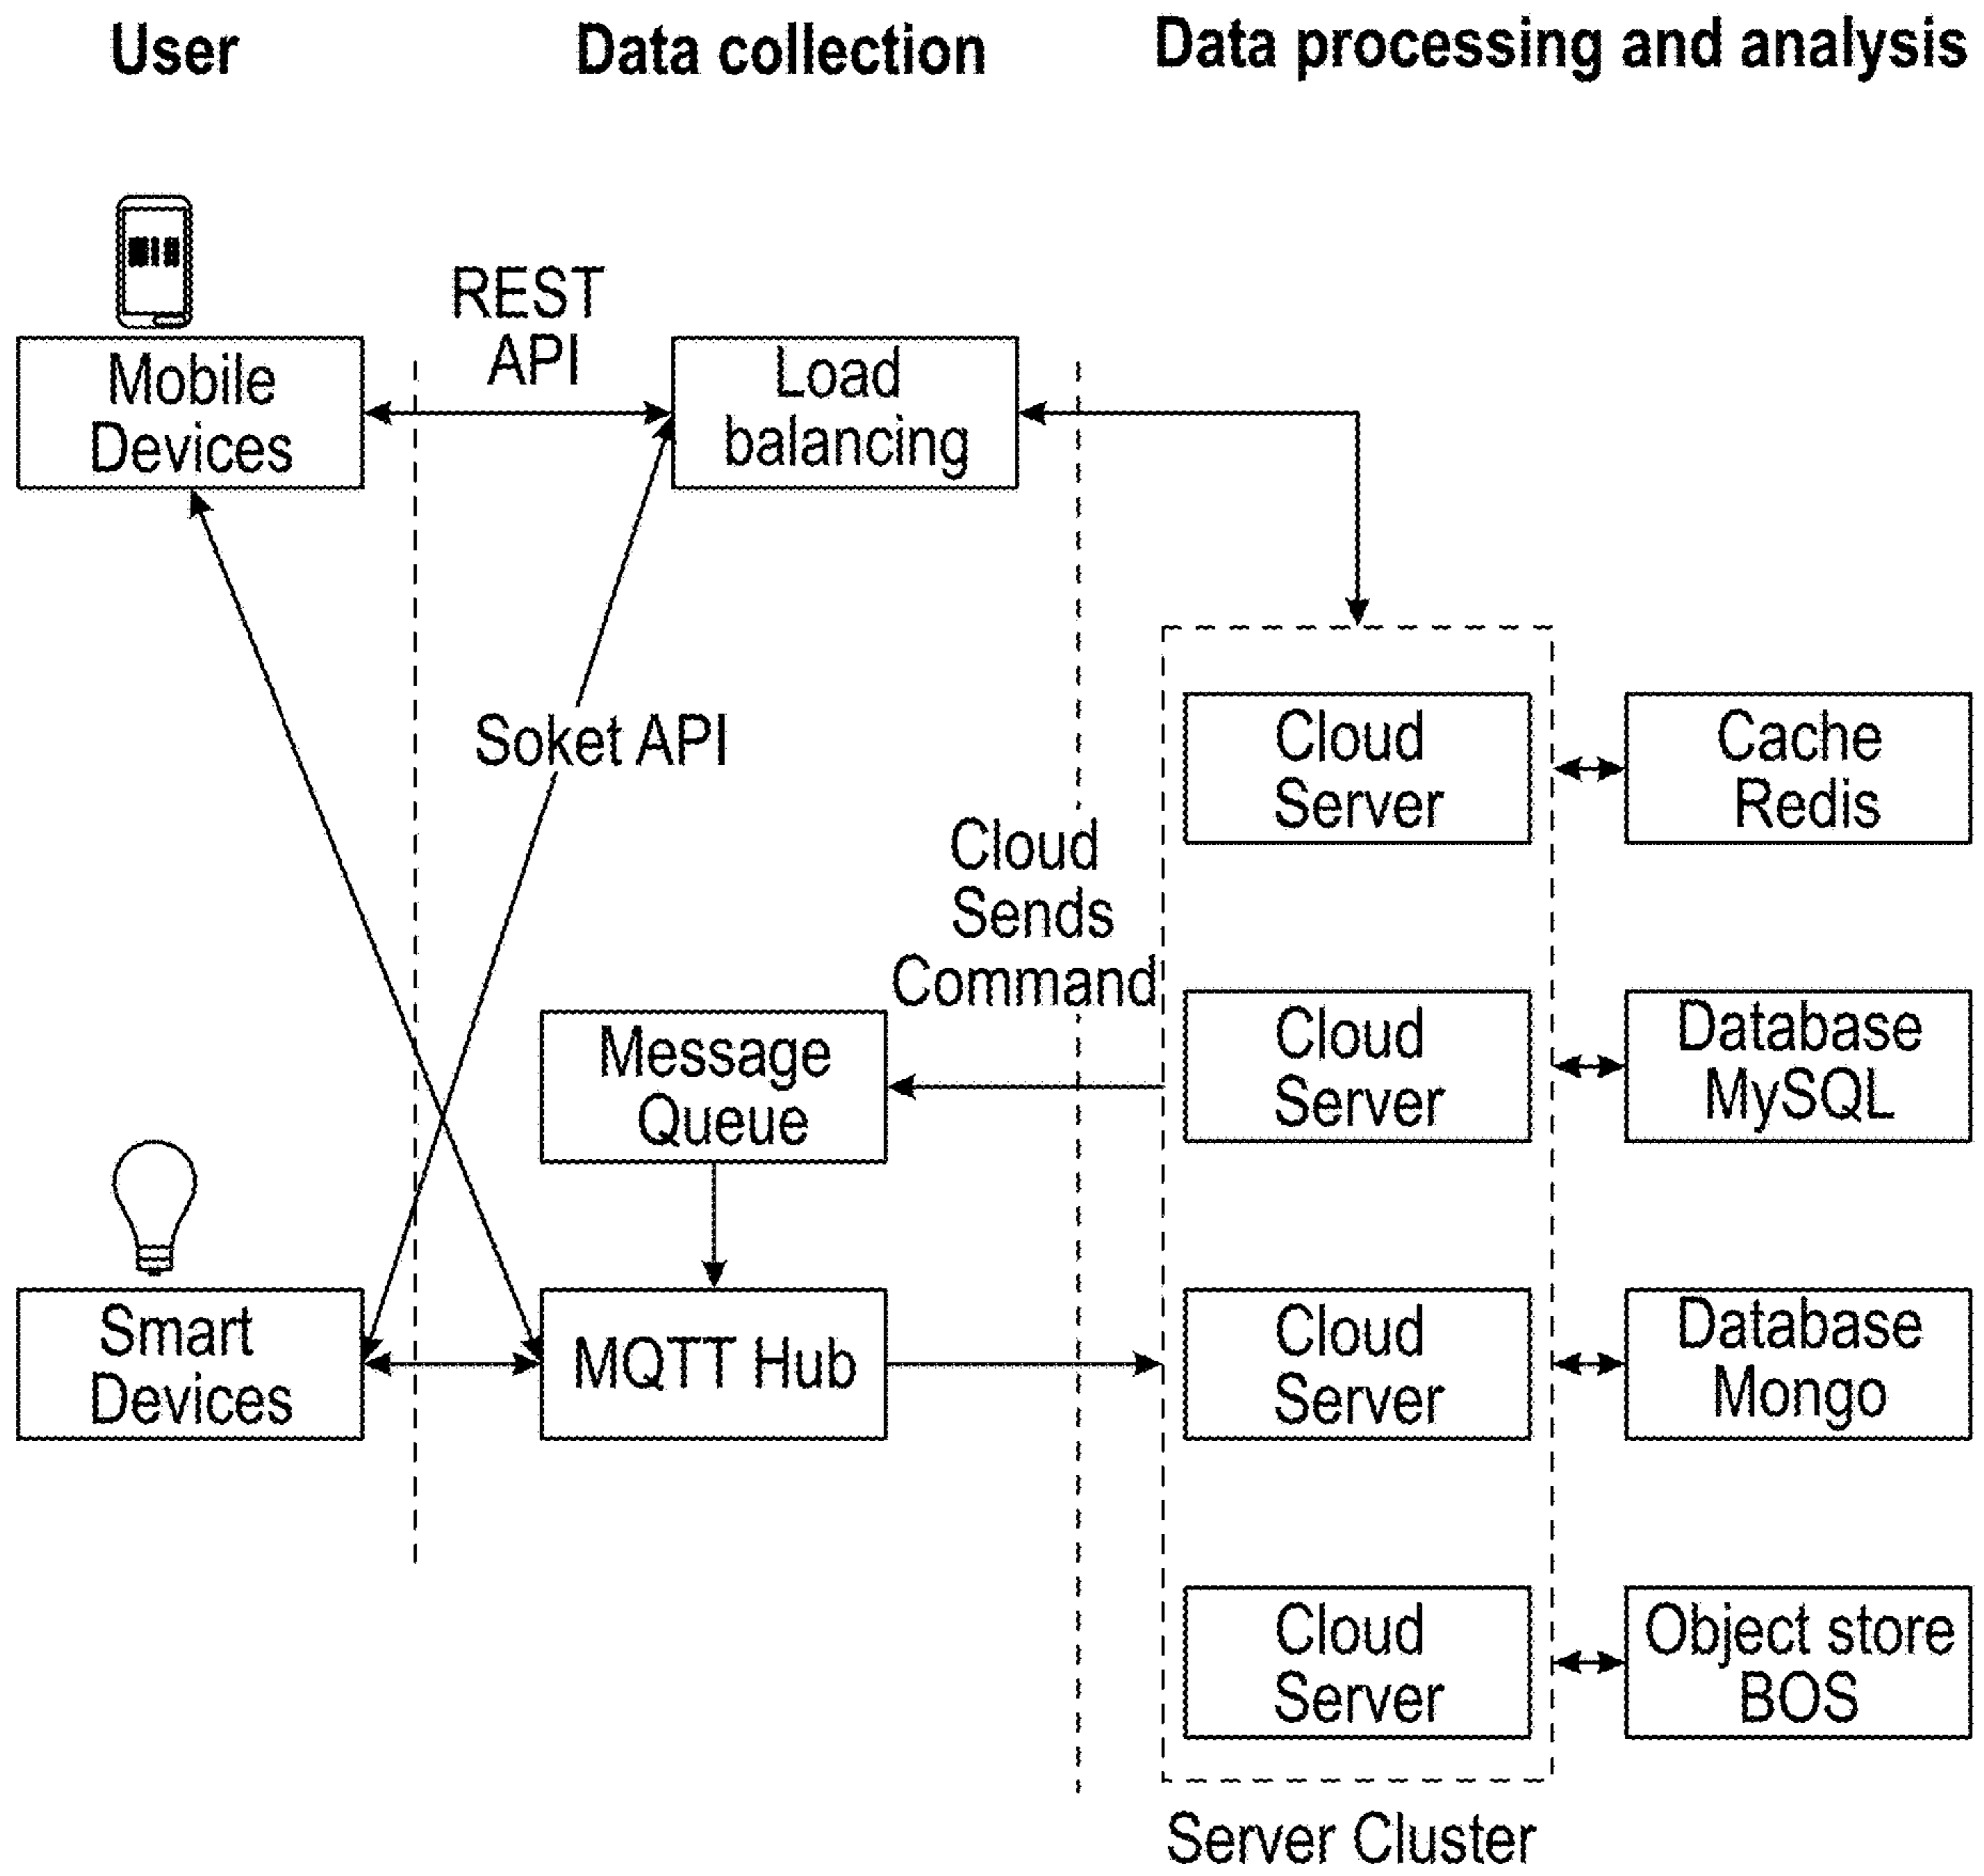 User
Data collection
Data processing and analysis
REST
API
Mobile
Devices
Load
balancing
Soket API
Cloud
Server
Cache
Redis
Cloud
Sends
Command
Message
Queue
Cloud
Server
Database
MySQL
Smart
Devices
MQTT Hub
Cloud
Server
Database
Mongo
Cloud
Server
Object store
BOS
Server Cluster